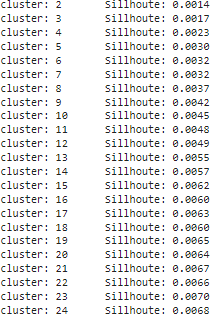 cluster: 2 Sillhoute: 0.0014
cluster: 3 Sillhoute: 0.0017
cluster: 4 Sillhoute: 0.0023
cluster: 5 Sillhoute: 0.0030
cluster: 6 Sillhoute: 0.0032
cluster: 7 Sillhoute: 0.0032
cluster: 8 Sillhoute: 0.0037
cluster: 9 Sillhoute: 0.0042
cluster: 10 Sillhoute: 0.0045
cluster: 11 Sillhoute: 0.0048
cluster: 12 Sillhoute: 0.0049
cluster: 13 Sillhoute: 0.0055
cluster: 14 Sillhoute: 0.0057
cluster: 15 Sillhoute: 0.0062
cluster: 16 Sillhoute: 0.0060
cluster: 17 Sillhoute: 0.0063
cluster: 18 Sillhoute: 0.0060
cluster: 19 Sillhoute: 0.0065
cluster: 20 Sillhoute: 0.0064
cluster: 21 Sillhoute: 0.0067
cluster: 22 Sillhoute: 0.0066
cluster: 23 Sillhoute: 0.0070
cluster: 24 Sillhoute: 0.0068